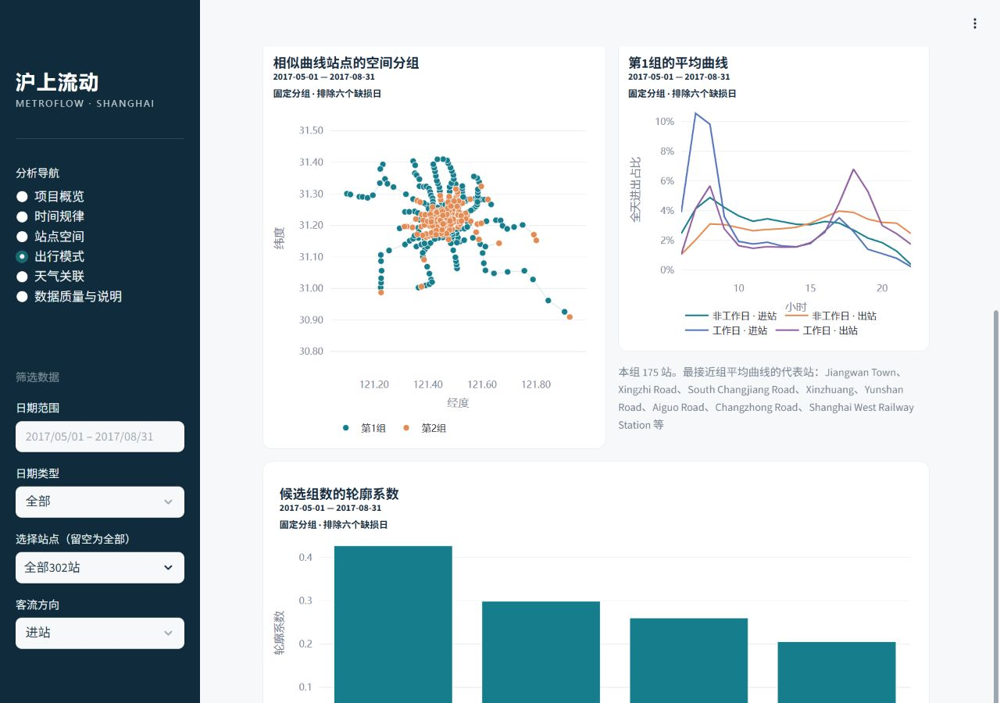 沪上流动
METROFLOW · SHANGHAI
分析导航
项目概览
时间规律
站点空间
出行模式
天气关联
数据质量与说明
筛选数据
日期范围
2017/05/01 – 2017/08/31
日期类型
全部
选择站点（留空为全部）
全部302站
客流方向
进站
相似曲线站点的空间分组
2017-05-01 — 2017-08-31
固定分组 · 排除六个缺损日
31.50
31.40
31.30
31.20
31.10
31.00
30.90
30.80
纬度
121.20
121.40
121.60
121.80
经度
第1组
第2组
第1组的平均曲线
2017-05-01 — 2017-08-31
固定分组 · 排除六个缺损日
10%
8%
6%
4%
2%
0%
全天进出占比
10
15
20
小时
非工作日 · 进站
非工作日 · 出站
工作日 · 进站
工作日 · 出站
本组 175 站。最接近组平均曲线的代表站：Jiangwan Town、
Xingzhi Road、South Changjiang Road、Xinzhuang、Yunshan
Road、Aiguo Road、Changzhong Road、Shanghai West Railway
Station 等
候选组数的轮廓系数
2017-05-01 — 2017-08-31
固定分组 · 排除六个缺损日
0.4
0.3
0.2
0.1
轮廓系数